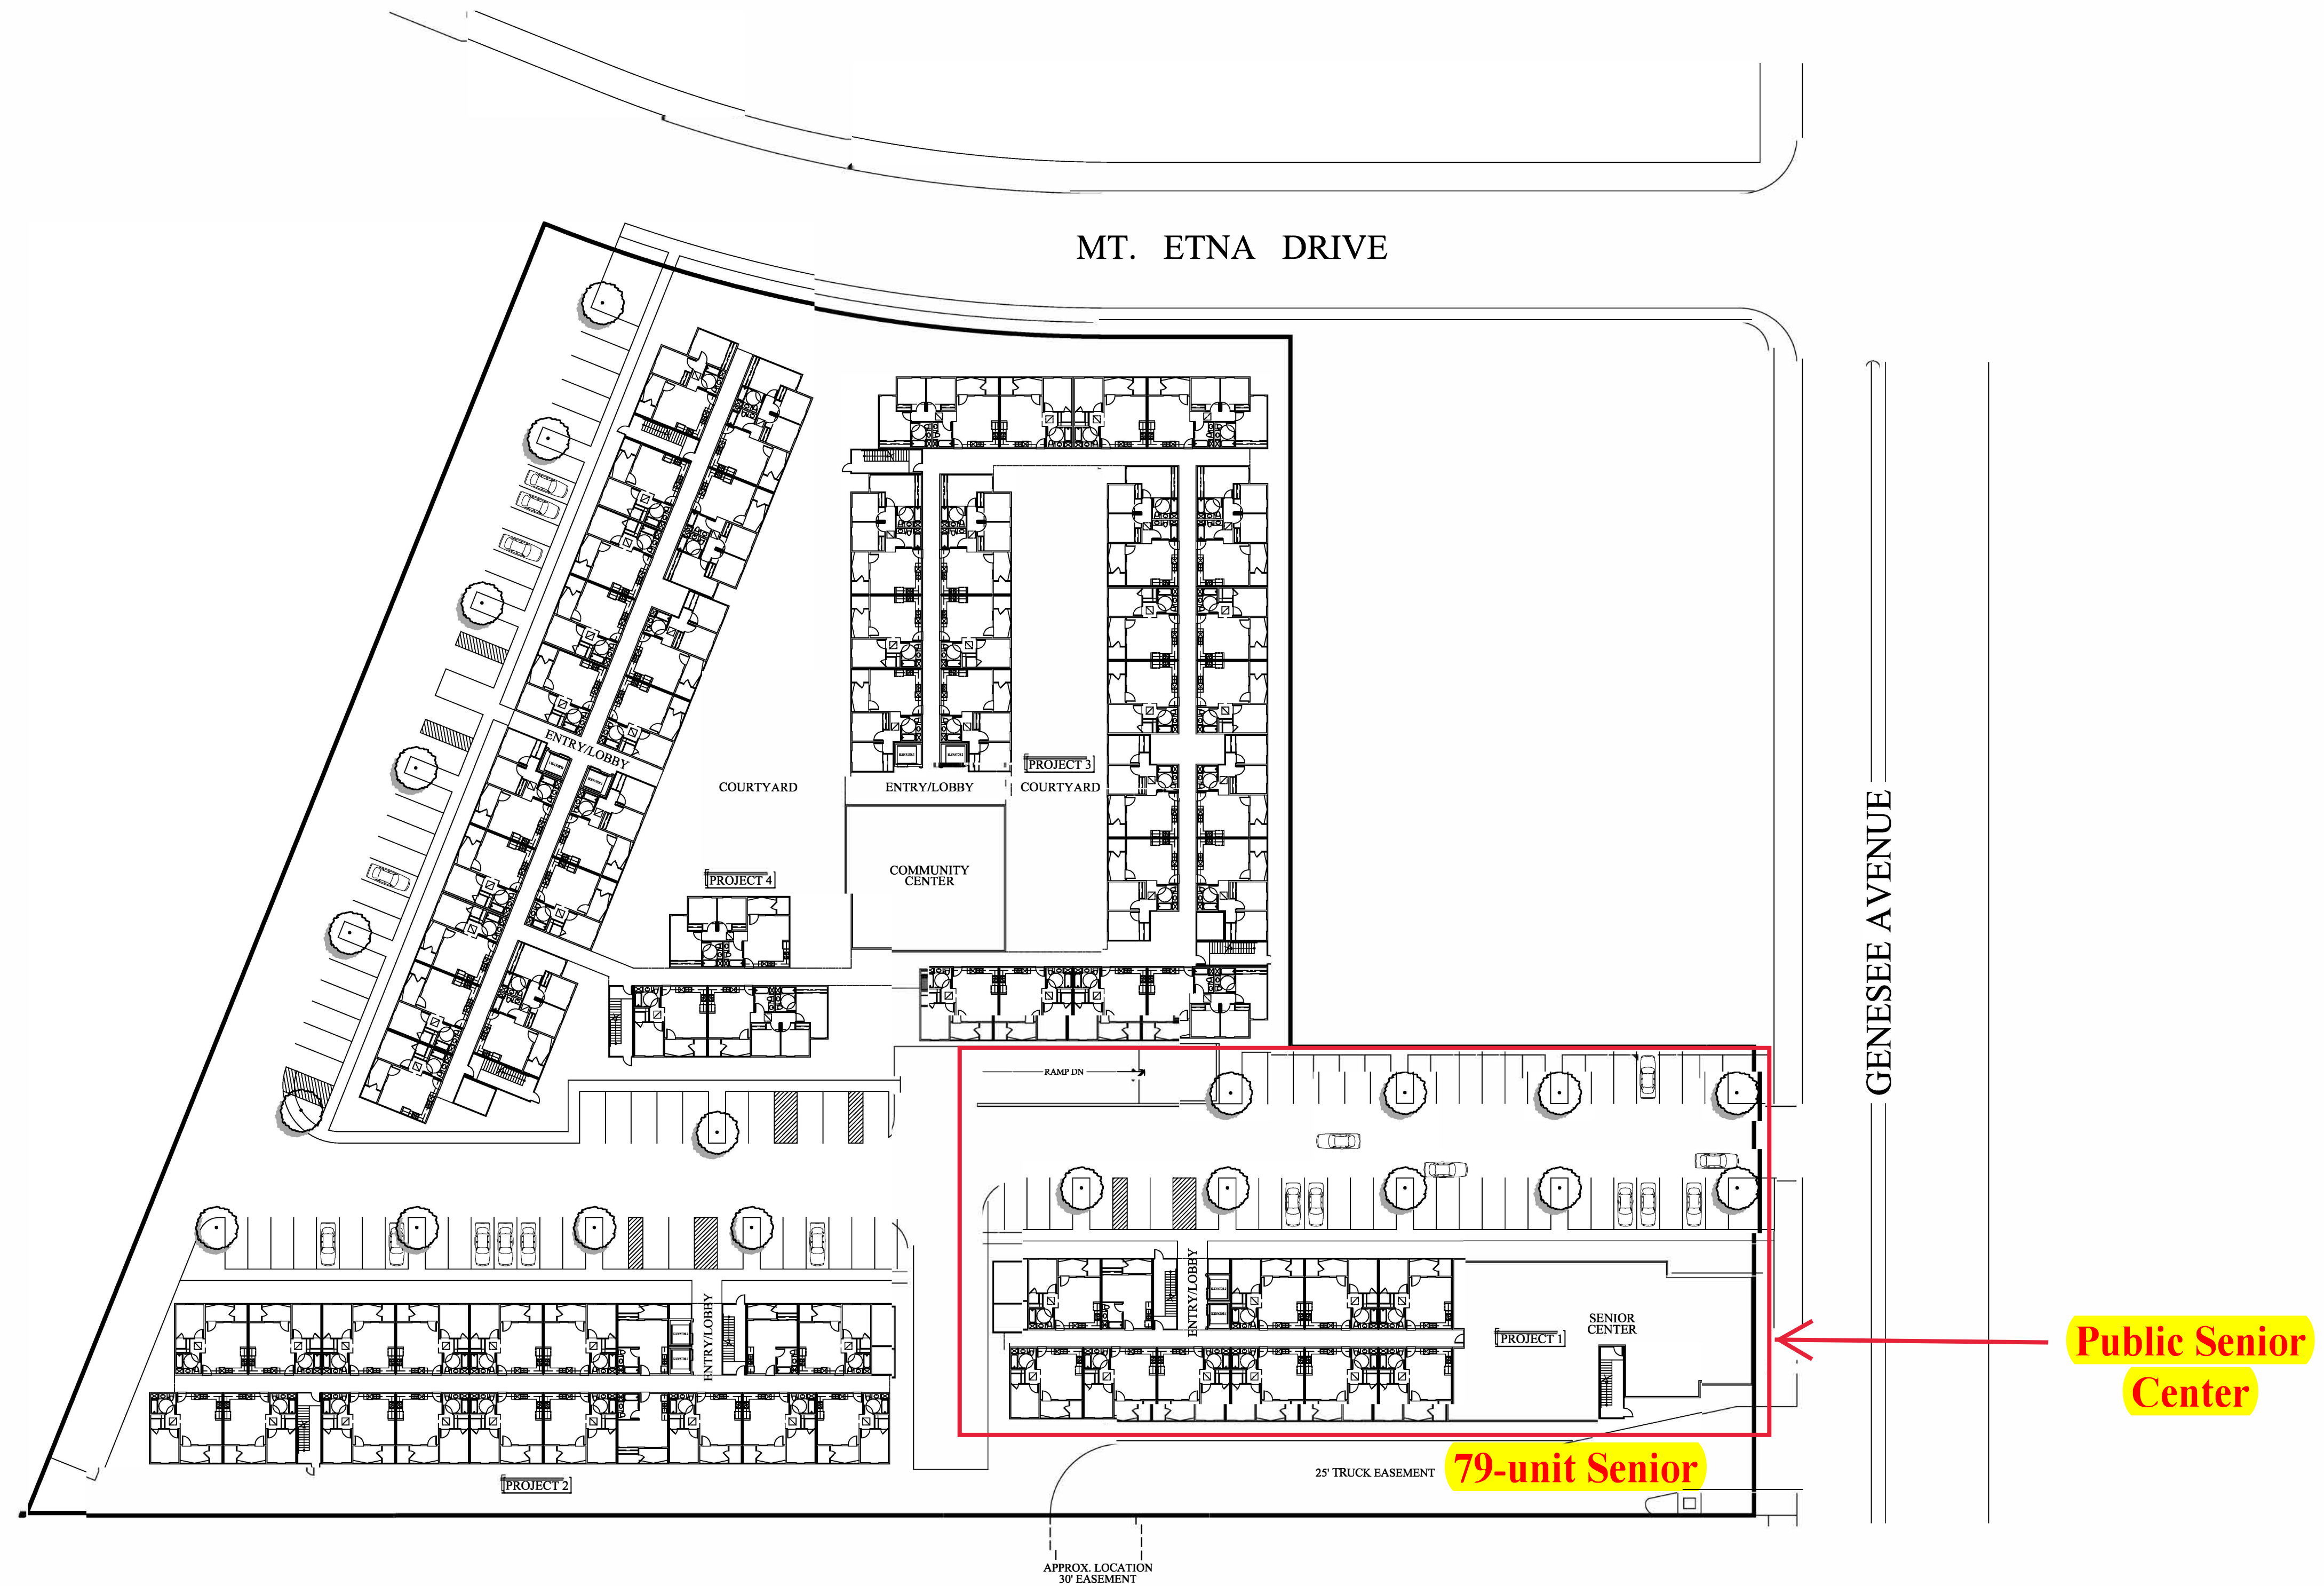 MT. ETNA DRIVE
GENESEE AVENUE
ENTRY/LOBBY
COURTYARD
ENTRY/LOBBY
PROJECT 3
COURTYARD
COMMUNITY
CENTER
PROJECT 4
RAMP DN
ENTRY/LOBBY
ENTRY/LOBBY
SENIOR
CENTER
PROJECT 1
Public Senior
Center
PROJECT 2
25' TRUCK EASEMENT
79-unit Senior
APPROX. LOCATION
30' EASEMENT